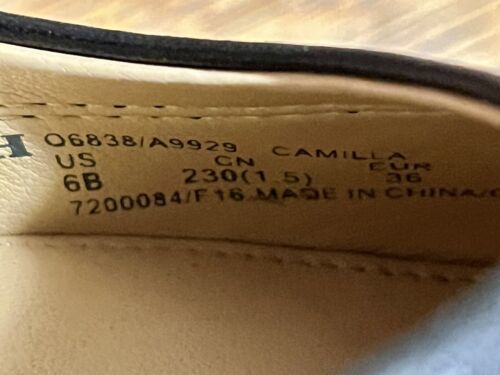 H Q6838/A9929 CAMILLA
US CN EUR
6B 230(1.5) 36
7200084/F16 MADE IN CHINA/